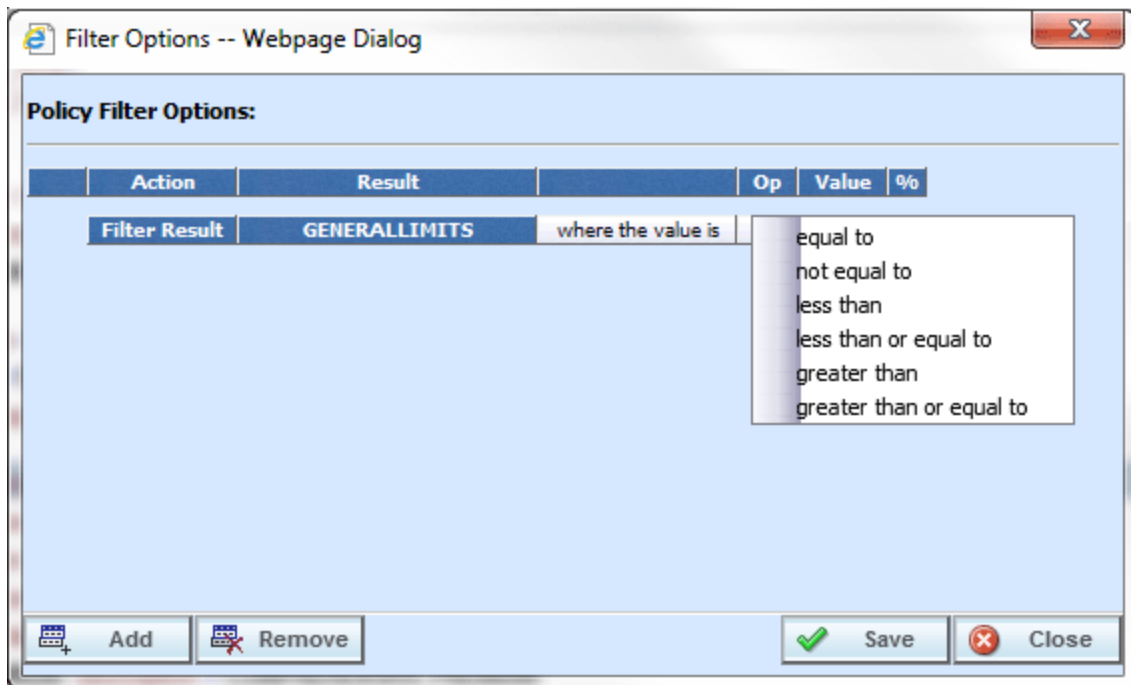 Filter Options -- Webpage Dialog
Policy Filter Options:
Action Result Op Value %
Filter Result GENERALLIMITS where the value is
equal to
not equal to
less than
less than or equal to
greater than
greater than or equal to
Add Remove Save Close